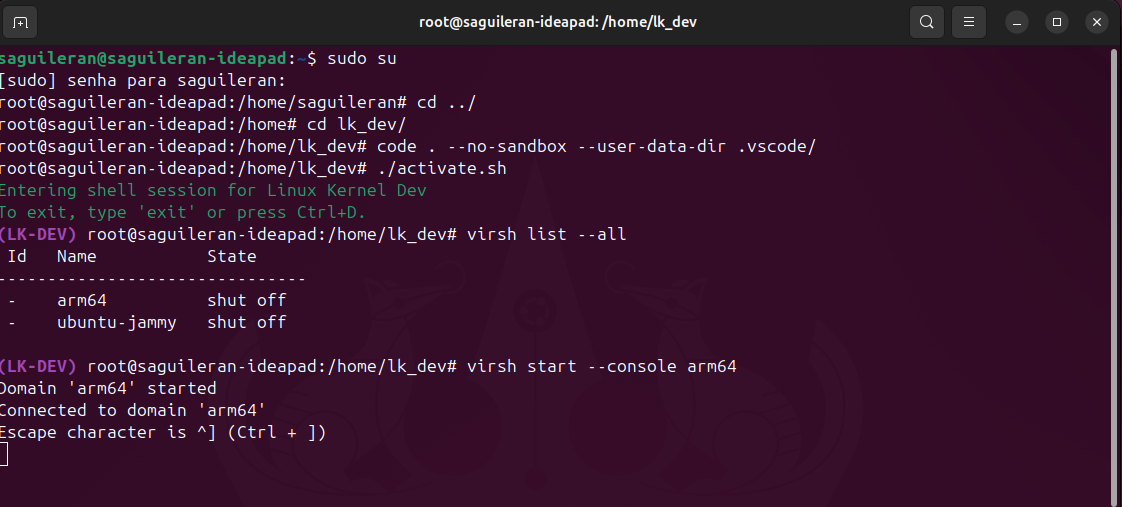 root@saguileran-ideapad: /home/lk_dev
saguileran@saguileran-ideapad:~$ sudo su
[sudo] senha para saguileran:
root@saguileran-ideapad:/home/saguileran# cd ../
root@saguileran-ideapad:/home# cd lk_dev/
root@saguileran-ideapad:/home/lk_dev# code . --no-sandbox --user-data-dir .vscode/
root@saguileran-ideapad:/home/lk_dev# ./activate.sh
Entering shell session for Linux Kernel Dev
To exit, type 'exit' or press Ctrl+D.
(LK-DEV) root@saguileran-ideapad:/home/lk_dev# virsh list --all
 Id   Name           State
-------------------------------
 -    arm64          shut off
 -    ubuntu-jammy   shut off
(LK-DEV) root@saguileran-ideapad:/home/lk_dev# virsh start --console arm64
Domain 'arm64' started
Connected to domain 'arm64'
Escape character is ^] (Ctrl + ])